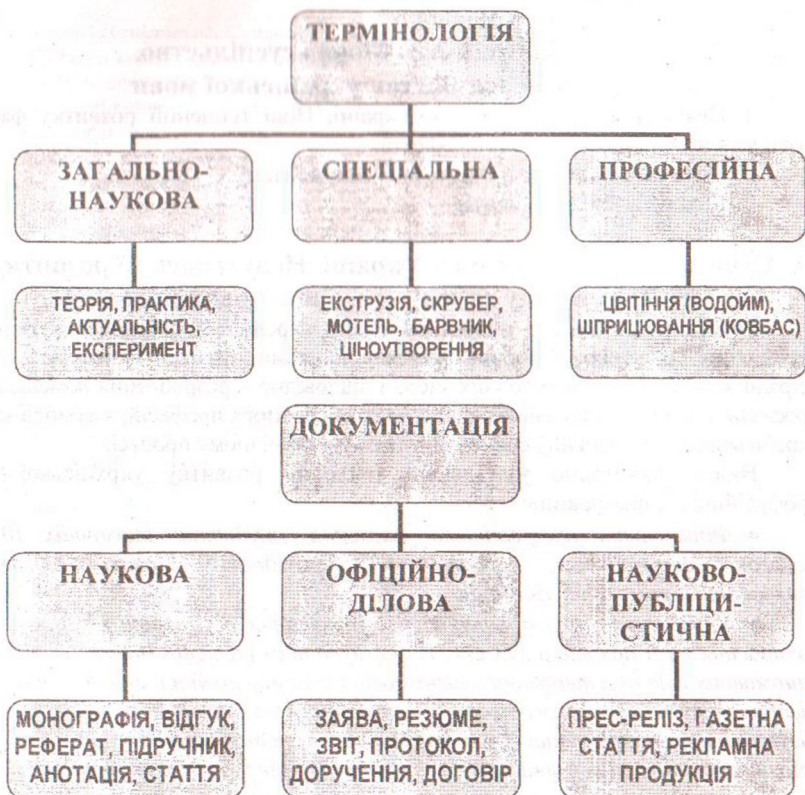 ТЕРМІНОЛОГІЯ
ЗАГАЛЬНО-
НАУКОВА
СПЕЦІАЛЬНА
ПРОФЕСІЙНА
ТЕОРІЯ, ПРАКТИКА,
АКТУАЛЬНІСТЬ,
ЕКСПЕРИМЕНТ
ЕКСТРУЗІЯ, СКРУБЕР,
МОТЕЛЬ, БАРВНИК,
ЦІНОУТВОРЕННЯ
ЦВІТІННЯ (ВОДОЙМ),
ШПРИЦЮВАННЯ (КОВБАС)
ДОКУМЕНТАЦІЯ
НАУКОВА
ОФІЦІЙНО-
ДІЛОВА
НАУКОВО-
ПУБЛІЦИ-
СТИЧНА
МОНОГРАФІЯ, ВІДГУК,
РЕФЕРАТ, ПІДРУЧНИК,
АНОТАЦІЯ, СТАТТЯ
ЗАЯВА, РЕЗЮМЕ,
ЗВІТ, ПРОТОКОЛ,
ДОРУЧЕННЯ, ДОГОВІР
ПРЕС-РЕЛІЗ, ГАЗЕТНА
СТАТТЯ, РЕКЛАМНА
ПРОДУКЦІЯ